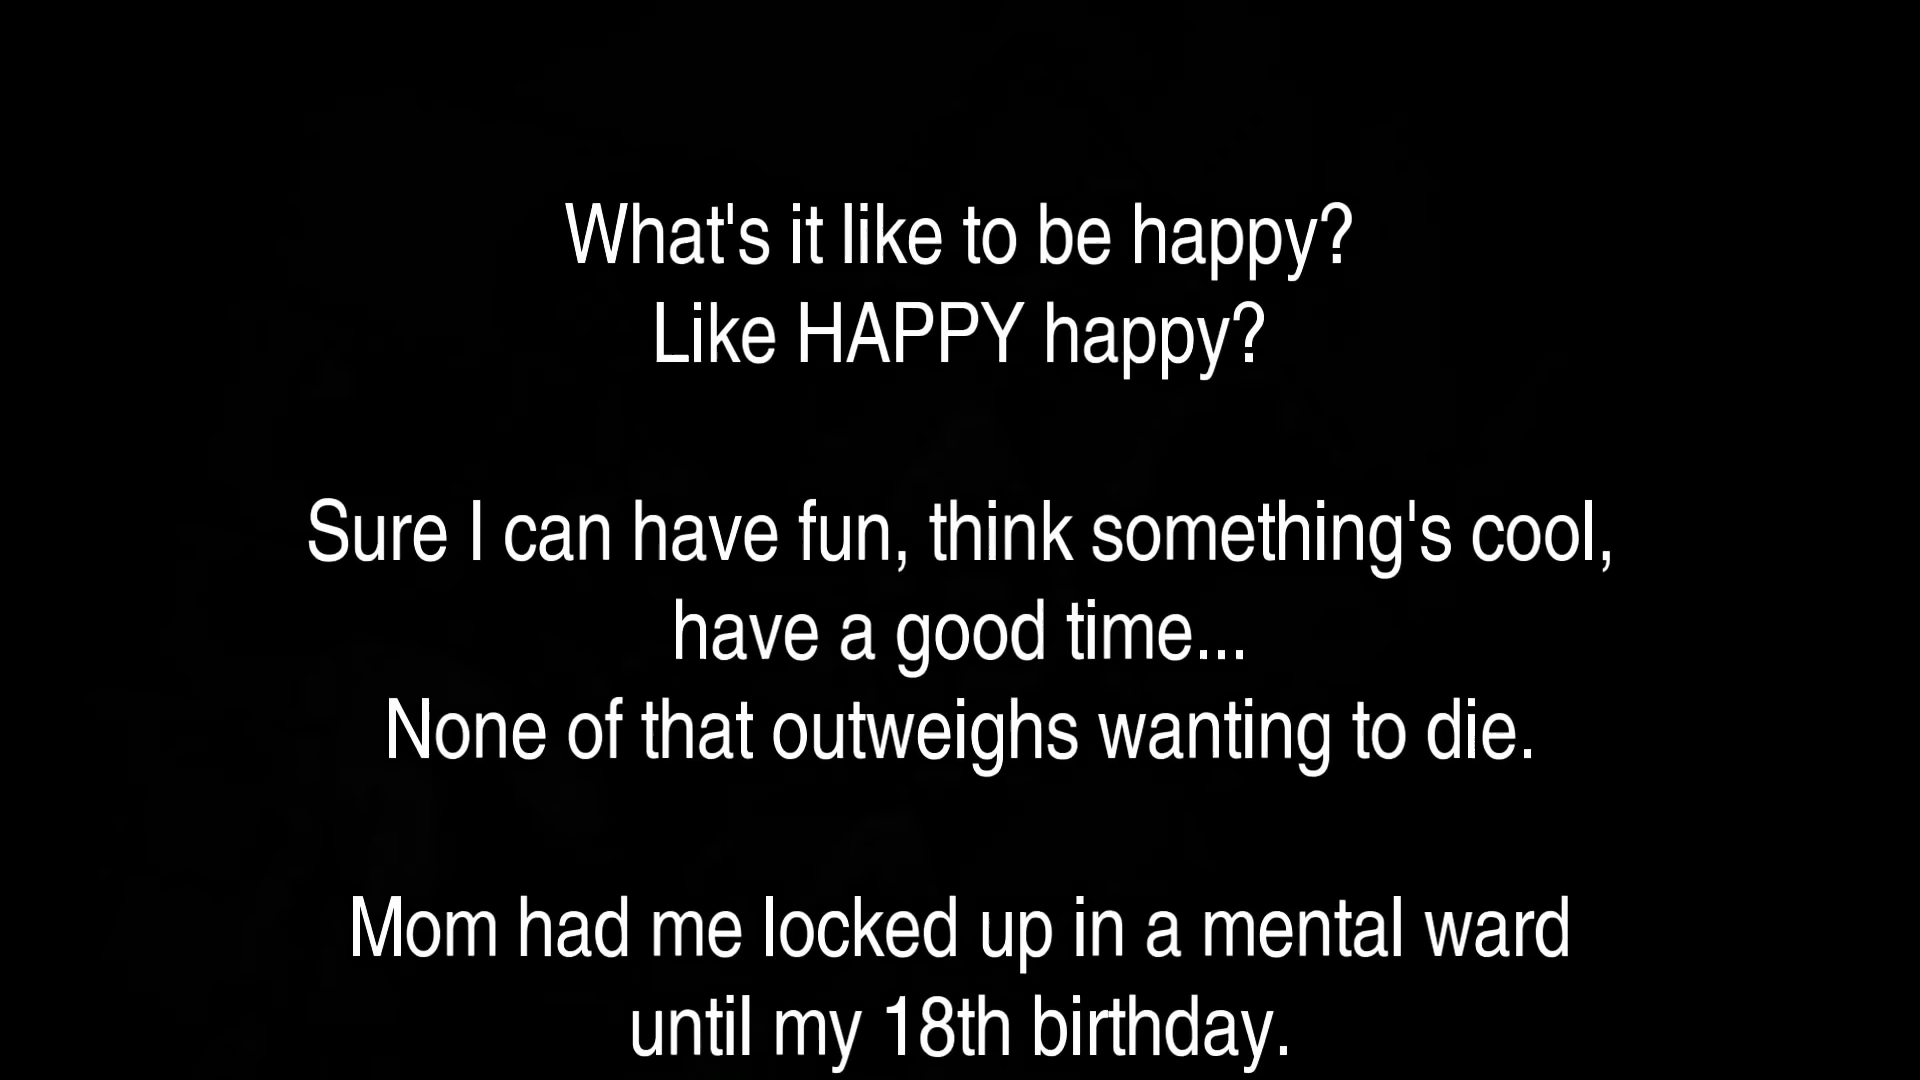 What's it like to be happy?
Like HAPPY happy?
Sure I can have fun, think something's cool,
have a good time...
None of that outweighs wanting to die.
Mom had me locked up in a mental ward
until my 18th birthday.